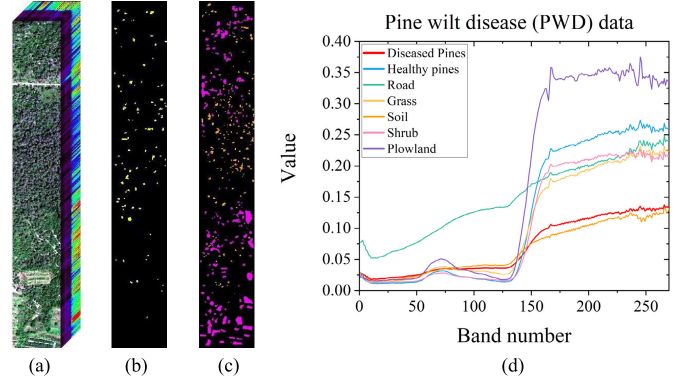 Pine wilt disease (PWD) data
0.40
0.35
0.30
0.25
0.20
0.15
0.10
0.05
0.00
Value
Diseased Pines
Healthy pines
Road
Grass
Soil
Shrub
Plowland
0 50 100 150 200 250
Band number
(a) (b) (c) (d)